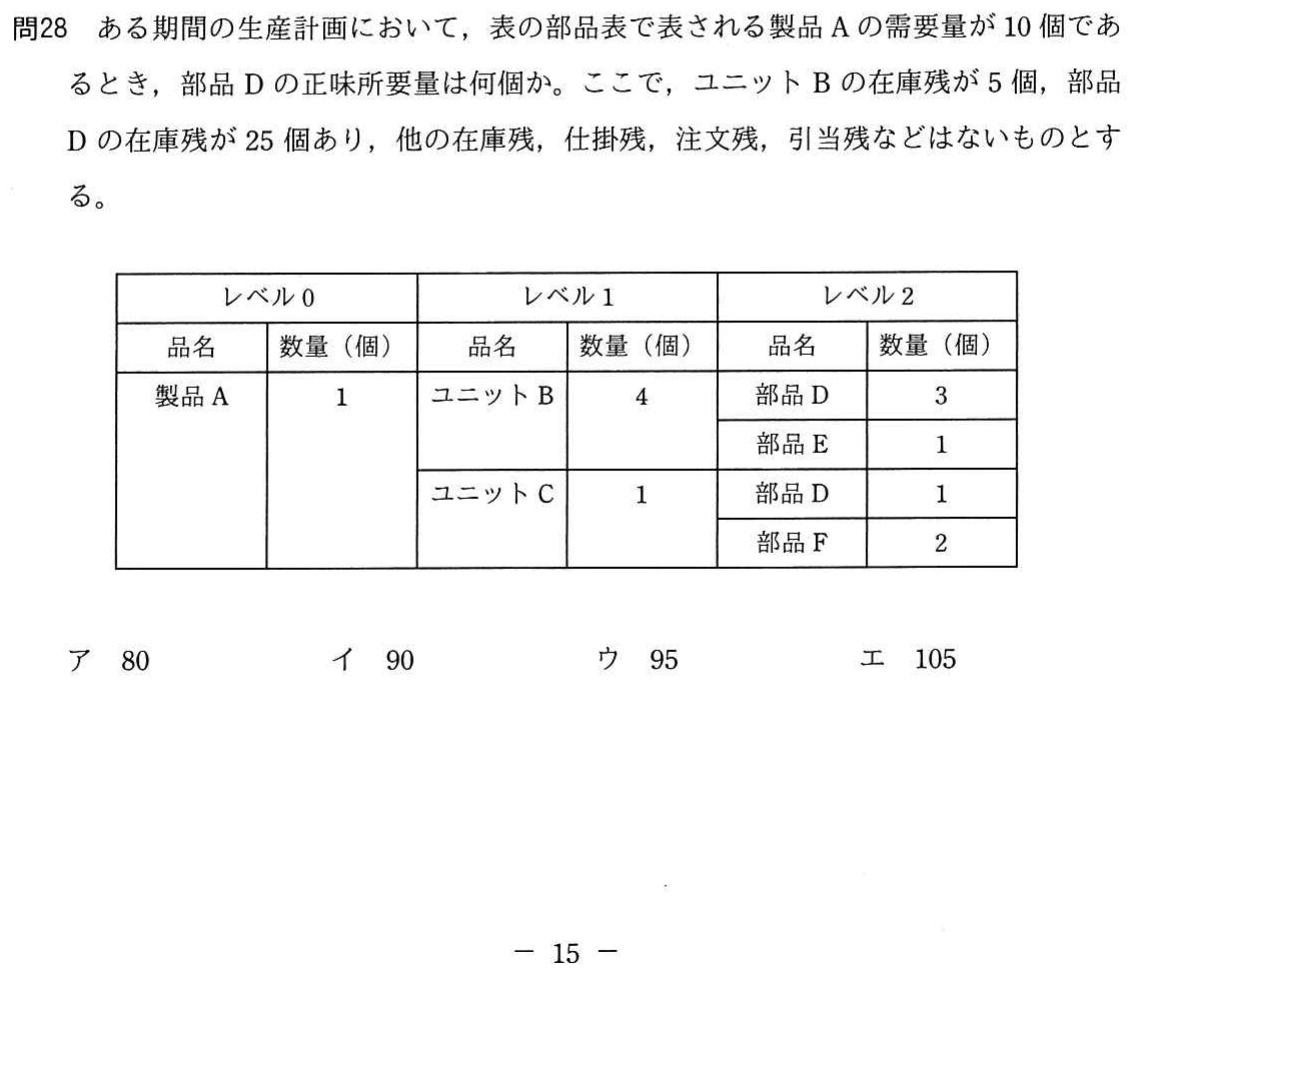 問28　ある期間の生産計画において，表の部品表で表される製品 A の需要量が 10 個であ
るとき，部品 D の正味所要量は何個か。ここで，ユニット B の在庫残が 5 個，部品
D の在庫残が 25 個あり，他の在庫残，仕掛残，注文残，引当残などはないものとす
る。
レベル 0　レベル 1　レベル 2
品名　数量（個）　品名　数量（個）　品名　数量（個）
製品 A　1　ユニット B　4　部品 D　3
部品 E　1
ユニット C　1　部品 D　1
部品 F　2
ア　80　イ　90　ウ　95　エ　105
－ 15 －